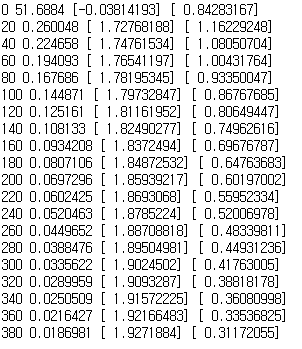 0 51.6884 [-0.03814193] [ 0.84283167]
20 0.260048 [ 1.72768188] [ 1.16229248]
40 0.224658 [ 1.74761534] [ 1.08050704]
60 0.194093 [ 1.76541197] [ 1.00431764]
80 0.167686 [ 1.78195345] [ 0.93350047]
100 0.144871 [ 1.79732847] [ 0.86767685]
120 0.125161 [ 1.81161952] [ 0.80649447]
140 0.108133 [ 1.82490277] [ 0.74962616]
160 0.0934208 [ 1.8372494] [ 0.69676787]
180 0.0807106 [ 1.84872532] [ 0.64763683]
200 0.0697296 [ 1.85939217] [ 0.60197002]
220 0.0602425 [ 1.8693068] [ 0.55952334]
240 0.0520463 [ 1.8785224] [ 0.52006978]
260 0.0449652 [ 1.88708818] [ 0.48339811]
280 0.0388476 [ 1.89504981] [ 0.44931236]
300 0.0335622 [ 1.9024502] [ 0.41763005]
320 0.0289959 [ 1.9093287] [ 0.38818178]
340 0.0250509 [ 1.91572225] [ 0.36080998]
360 0.0216427 [ 1.92166483] [ 0.33536825]
380 0.0186981 [ 1.9271884] [ 0.31172055]